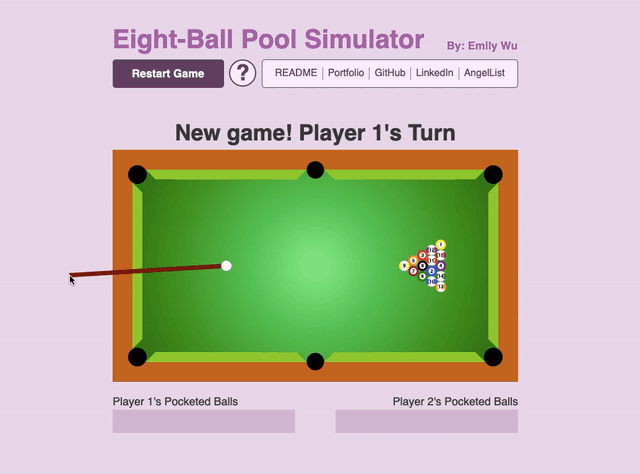 Eight-Ball Pool Simulator
By: Emily Wu
Restart Game
?
README | Portfolio | GitHub | LinkedIn | AngelList
New game! Player 1's Turn
Player 1's Pocketed Balls
Player 2's Pocketed Balls